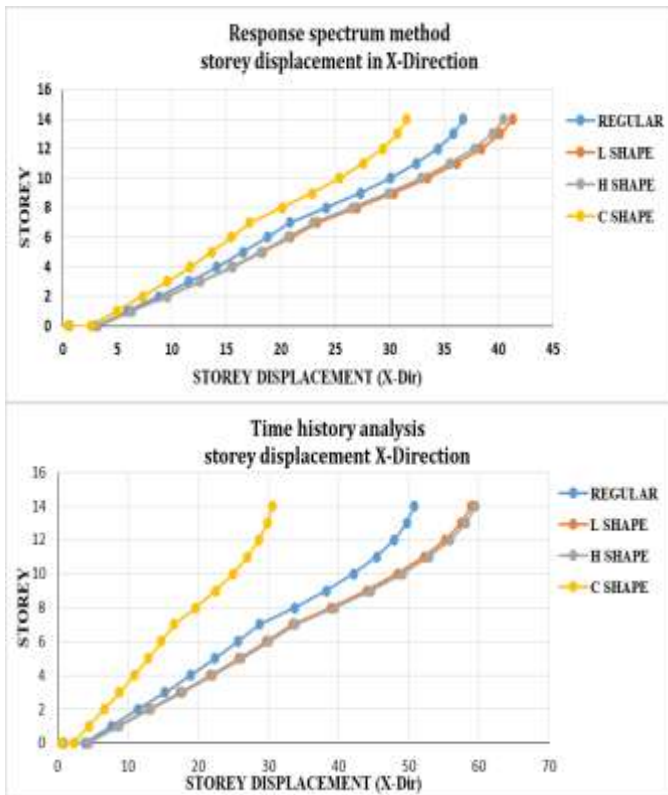 Response spectrum method
storey displacement in X-Direction
16
14
12
10
8
6
4
2
0
STOREY
0 5 10 15 20 25 30 35 40 45
STOREY DISPLACEMENT (X-Dir)
REGULAR
L SHAPE
H SHAPE
C SHAPE
Time history analysis
storey displacement X-Direction
16
14
12
10
8
6
4
2
0
STOREY
0 10 20 30 40 50 60 70
STOREY DISPLACEMENT (X-Dir)
REGULAR
L SHAPE
H SHAPE
C SHAPE